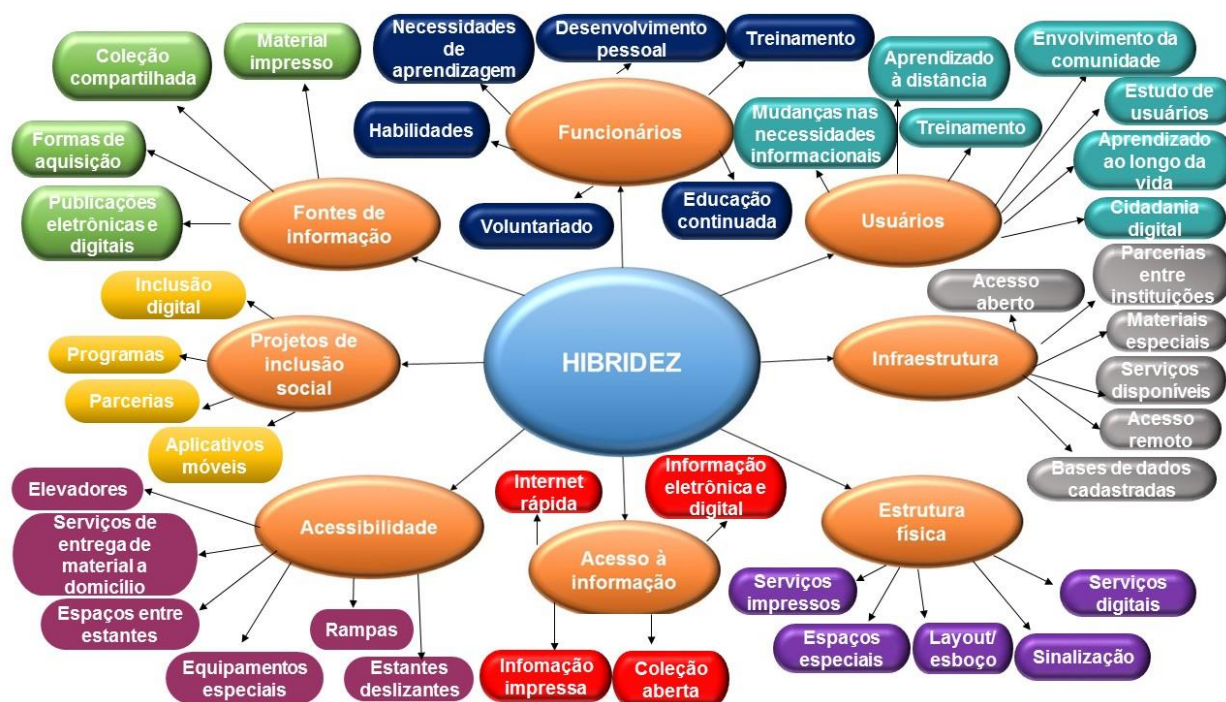 Coleção
compartilhada
Material
impresso
Formas de
aquisição
Publicações
eletrônicas e
digitais
Fontes de
informação
Necessidades
de
aprendizagem
Desenvolvimento
pessoal
Treinamento
Habilidades
Funcionários
Voluntariado
Educação
continuada
Aprendizado
à distância
Mudanças nas
necessidades
informacionais
Treinamento
Envolvimento da
comunidade
Estudo de
usuários
Aprendizado
ao longo da
vida
Cidadania
digital
Usuários
HIBRIDEZ
Inclusão
digital
Programas
Parcerias
Aplicativos
móveis
Projetos de
inclusão
social
Acesso
aberto
Parcerias
entre
instituições
Materiais
especiais
Serviços
disponíveis
Acesso
remoto
Bases de dados
cadastradas
Infraestrutura
Elevadores
Serviços de
entrega de
material a
domicílio
Espaços entre
estantes
Equipamentos
especiais
Rampas
Estantes
deslizantes
Acessibilidade
Internet
rápida
Informação
eletrônica e
digital
Acesso à
informação
Infomação
impressa
Coleção
aberta
Estrutura
física
Serviços
impressos
Espaços
especiais
Layout/
esboço
Sinalização
Serviços
digitais